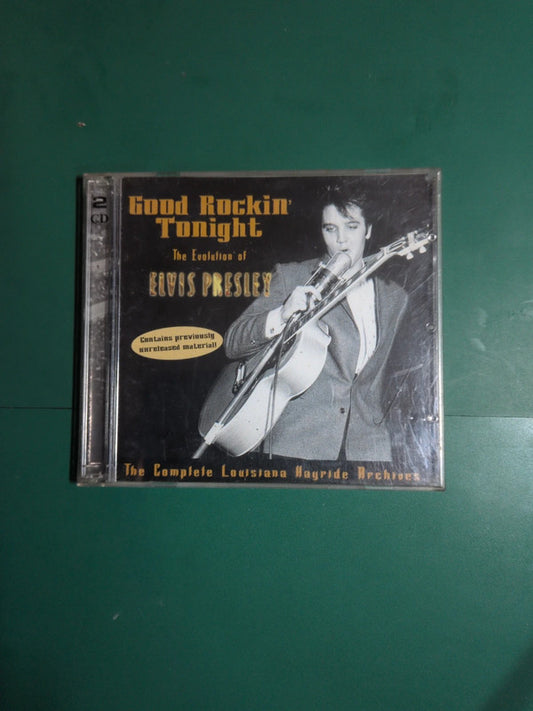 2
CD
Good Rockin'
Tonight
The Evolution of
ELVIS PRESLEY
Contains previously
unreleased material!
The Complete Louisiana Hayride Archives